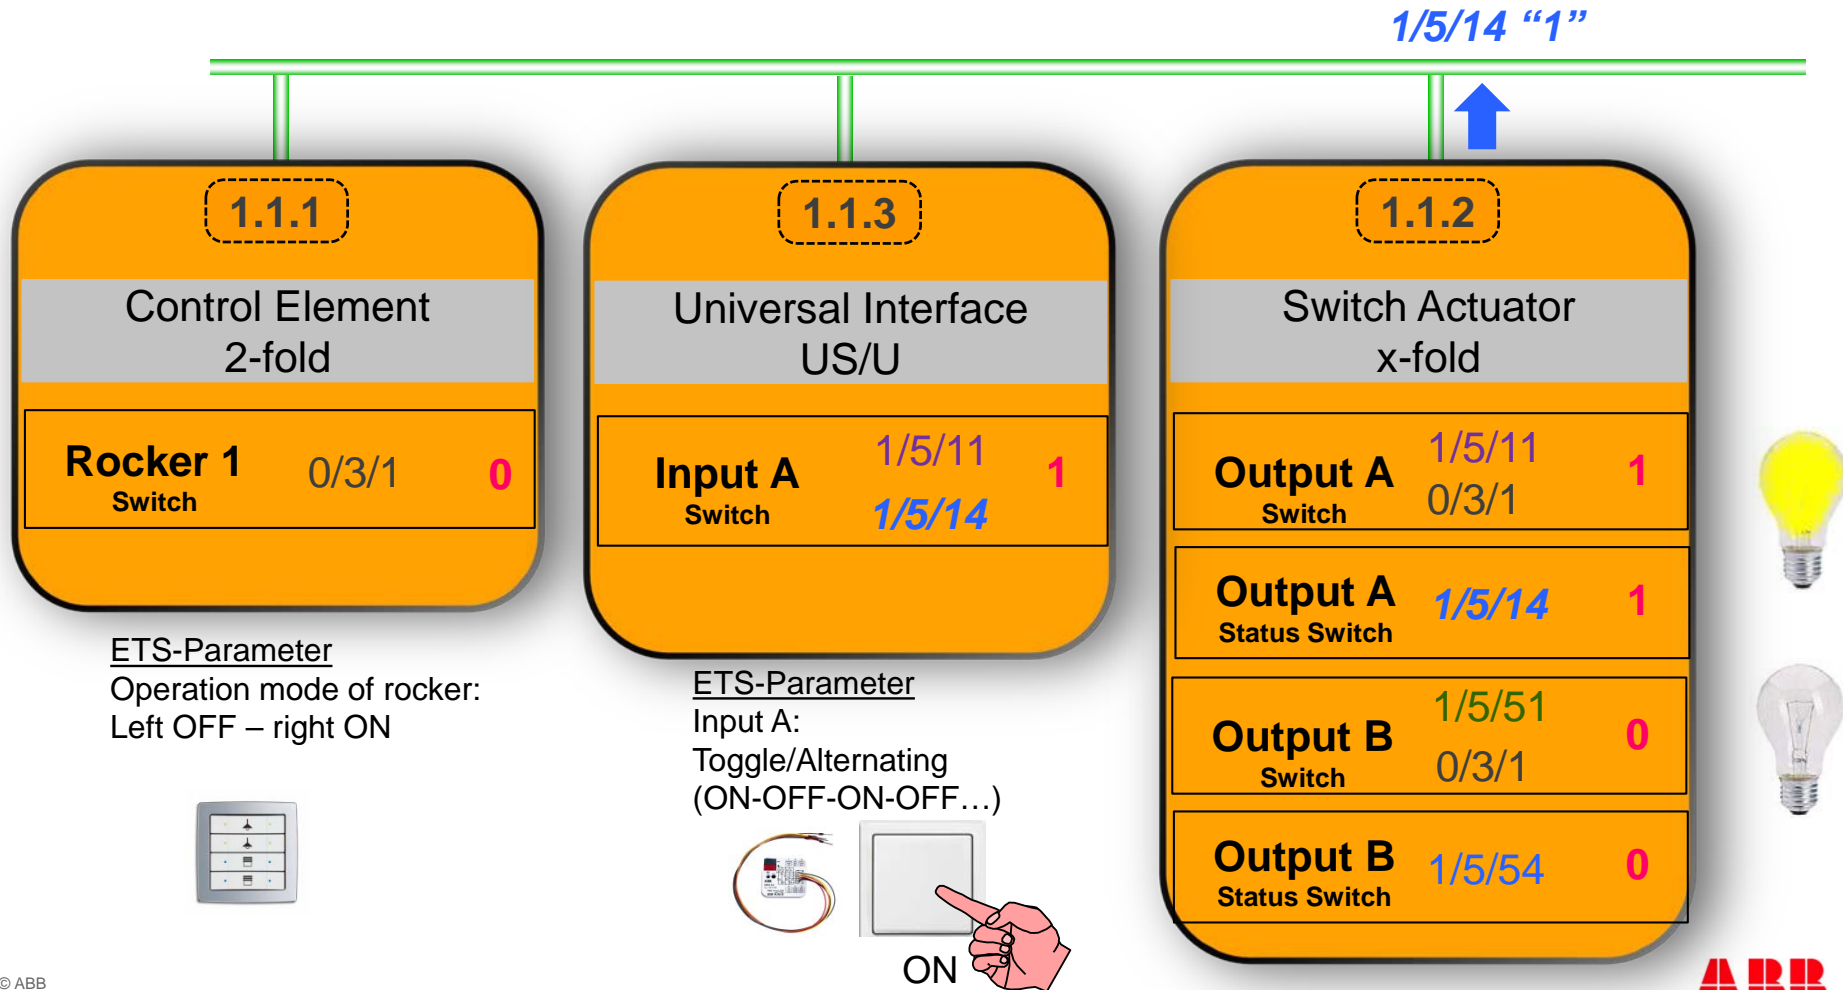 1/5/14 “1”
1.1.1
Control Element
2-fold
Rocker 1
Switch
0/3/1
0
ETS-Parameter
Operation mode of rocker:
Left OFF – right ON
1.1.3
Universal Interface
US/U
Input A
Switch
1/5/11
1/5/14
1
ETS-Parameter
Input A:
Toggle/Alternating
(ON-OFF-ON-OFF…)
ON
1.1.2
Switch Actuator
x-fold
Output A
Switch
1/5/11
0/3/1
1
Output A
Status Switch
1/5/14
1
Output B
Switch
1/5/51
0/3/1
0
Output B
Status Switch
1/5/54
0
© ABB
ABB